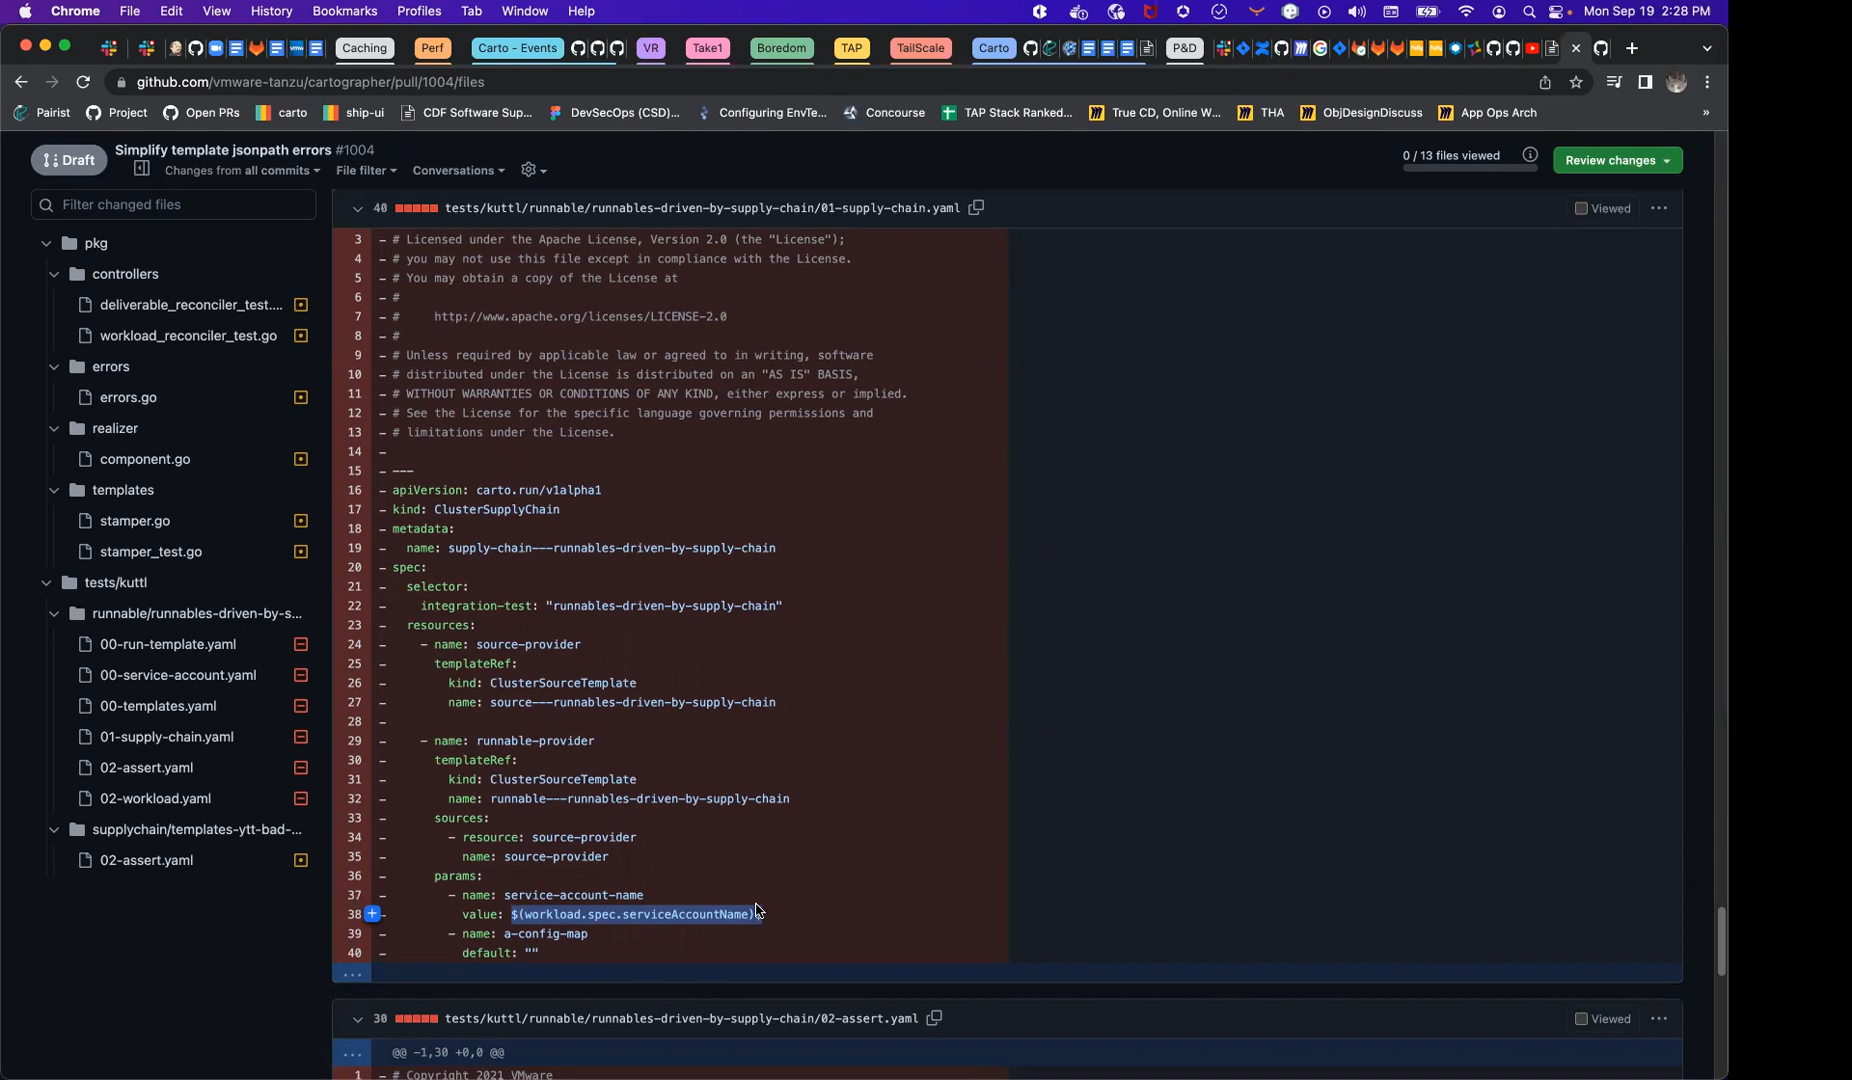 Chrome File Edit View History Bookmarks Profiles Tab Window Help Mon Sep 19 2:28 PM
Caching Perf Carto - Events VR Take1 Boredom TAP TailScale Carto P&D
github.com/vmware-tanzu/cartographer/pull/1004/files
Pairist Project Open PRs carto ship-ui CDF Software Sup... DevSecOps (CSD)... Configuring EnvTe... Concourse TAP Stack Ranked... True CD, Online W... THA ObjDesignDiscuss App Ops Arch »
Draft Simplify template jsonpath errors #1004
Changes from all commits File filter Conversations
0 / 13 files viewed Review changes
Filter changed files
pkg
controllers
deliverable_reconciler_test....
workload_reconciler_test.go
errors
errors.go
realizer
component.go
templates
stamper.go
stamper_test.go
tests/kuttl
runnable/runnables-driven-by-s...
00-run-template.yaml
00-service-account.yaml
00-templates.yaml
01-supply-chain.yaml
02-assert.yaml
02-workload.yaml
supplychain/templates-ytt-bad-...
02-assert.yaml
40 tests/kuttl/runnable/runnables-driven-by-supply-chain/01-supply-chain.yaml Viewed ...
3 - # Licensed under the Apache License, Version 2.0 (the "License");
4 - # you may not use this file except in compliance with the License.
5 - # You may obtain a copy of the License at
6 - #
7 - # http://www.apache.org/licenses/LICENSE-2.0
8 - #
9 - # Unless required by applicable law or agreed to in writing, software
10 - # distributed under the License is distributed on an "AS IS" BASIS,
11 - # WITHOUT WARRANTIES OR CONDITIONS OF ANY KIND, either express or implied.
12 - # See the License for the specific language governing permissions and
13 - # limitations under the License.
14 -
15 - ---
16 - apiVersion: carto.run/v1alpha1
17 - kind: ClusterSupplyChain
18 - metadata:
19 - name: supply-chain---runnables-driven-by-supply-chain
20 - spec:
21 - selector:
22 - integration-test: "runnables-driven-by-supply-chain"
23 - resources:
24 - - name: source-provider
25 - templateRef:
26 - kind: ClusterSourceTemplate
27 - name: source---runnables-driven-by-supply-chain
28 -
29 - - name: runnable-provider
30 - templateRef:
31 - kind: ClusterSourceTemplate
32 - name: runnable---runnables-driven-by-supply-chain
33 - sources:
34 - - resource: source-provider
35 - name: source-provider
36 - params:
37 - - name: service-account-name
38 - value: $(workload.spec.serviceAccountName)
39 - - name: a-config-map
40 - default: ""
...
30 tests/kuttl/runnable/runnables-driven-by-supply-chain/02-assert.yaml Viewed ...
... @@ -1,30 +0,0 @@
1 - # Copyright 2021 VMware